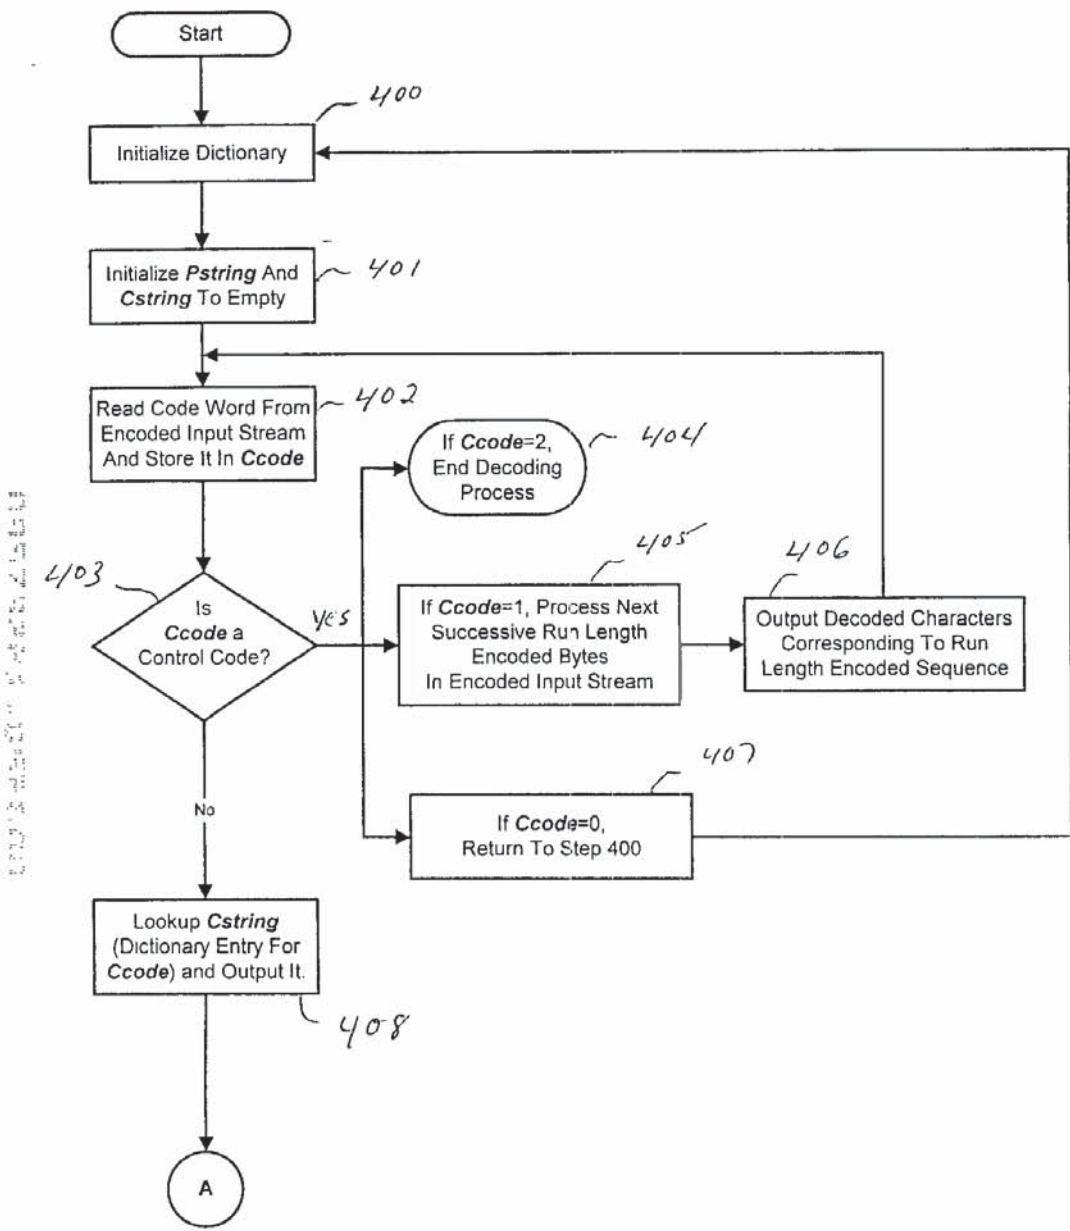 Start
400
Initialize Dictionary
401
Initialize Pstring And
Cstring To Empty
402
Read Code Word From
Encoded Input Stream
And Store It In Ccode
404
If Ccode=2,
End Decoding
Process
403
Is
Ccode a
Control Code?
Yes
405
If Ccode=1, Process Next
Successive Run Length
Encoded Bytes
In Encoded Input Stream
406
Output Decoded Characters
Corresponding To Run
Length Encoded Sequence
407
If Ccode=0,
Return To Step 400
No
Lookup Cstring
(Dictionary Entry For
Ccode) and Output It.
408
A